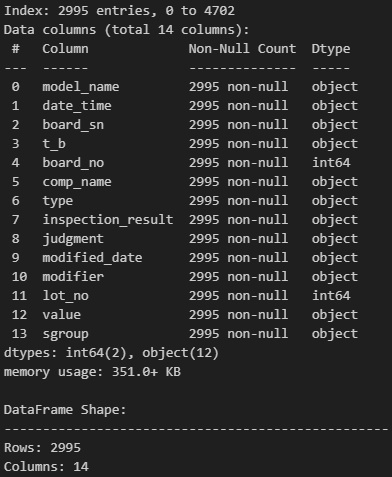 Index: 2995 entries, 0 to 4702
Data columns (total 14 columns):
 #   Column             Non-Null Count  Dtype
---  ------             --------------  -----
 0   model_name         2995 non-null   object
 1   date_time          2995 non-null   object
 2   board_sn           2995 non-null   object
 3   t_b                2995 non-null   object
 4   board_no           2995 non-null   int64
 5   comp_name          2995 non-null   object
 6   type               2995 non-null   object
 7   inspection_result  2995 non-null   object
 8   judgment           2995 non-null   object
 9   modified_date      2995 non-null   object
 10  modifier           2995 non-null   object
 11  lot_no             2995 non-null   int64
 12  value              2995 non-null   object
 13  sgroup             2995 non-null   object
dtypes: int64(2), object(12)
memory usage: 351.0+ KB
DataFrame Shape:
--------------------------------------------------
Rows: 2995
Columns: 14